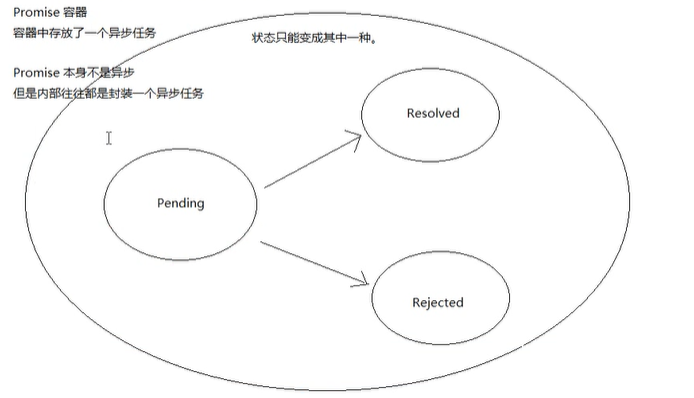 Promise 容器
容器中存放了一个异步任务
状态只能变成其中一种。
Promise 本身不是异步
但是内部往往都是封装一个异步任务
Resolved
Pending
Rejected